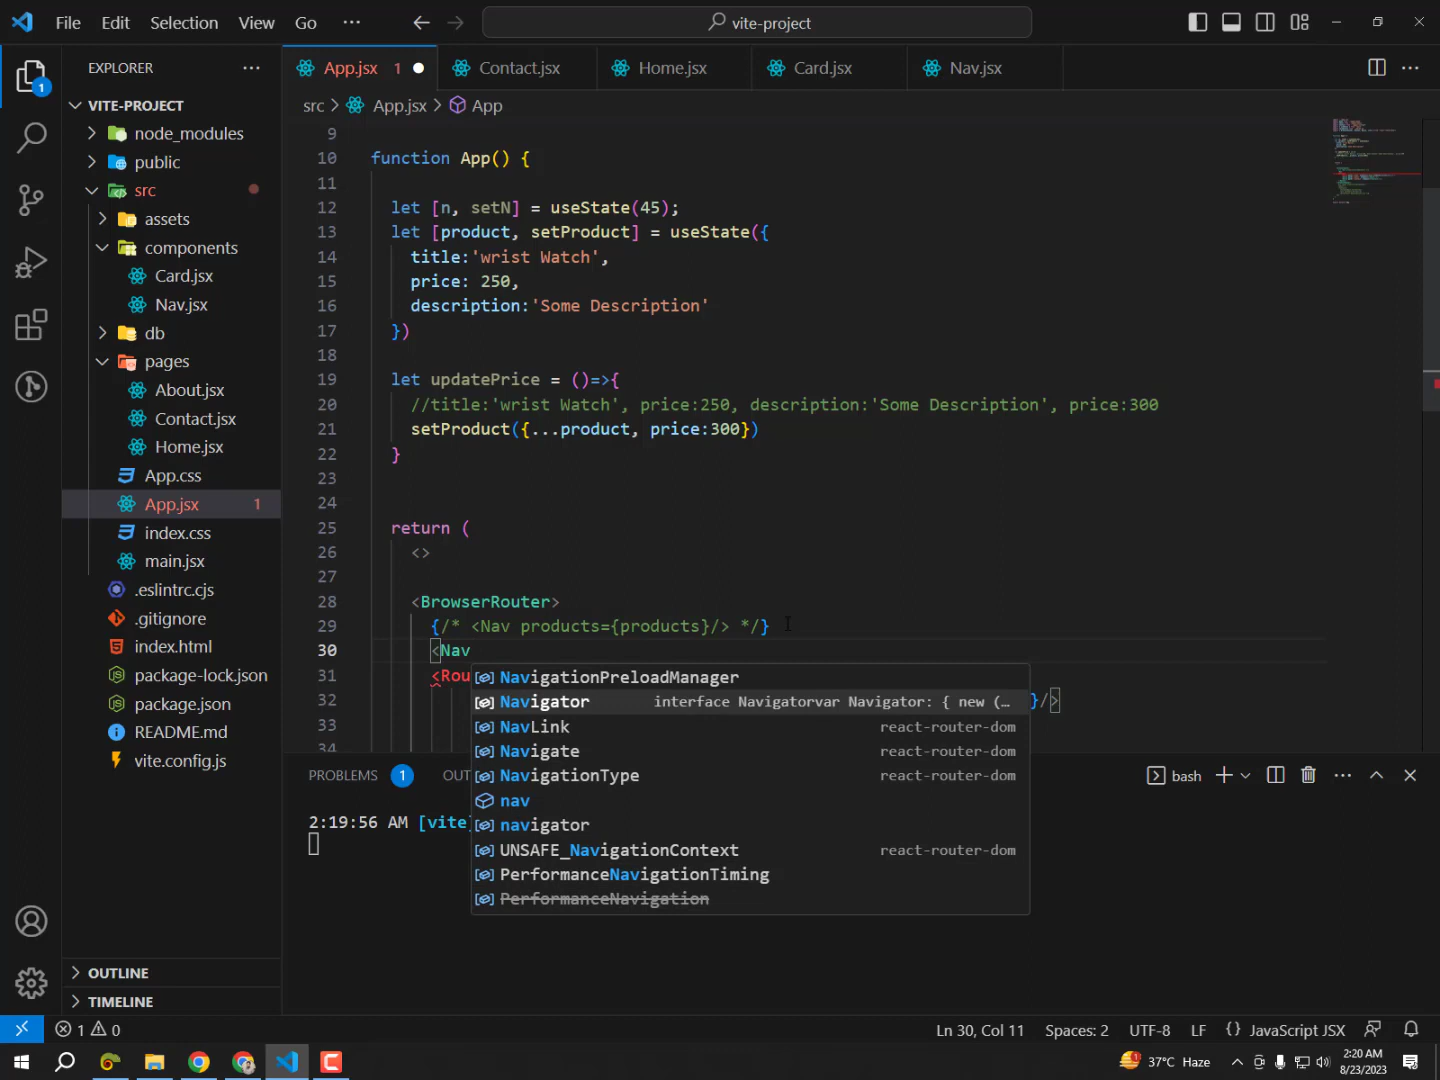 File Edit Selection View Go ··· vite-project
EXPLORER ···
App.jsx 1 Contact.jsx Home.jsx Card.jsx Nav.jsx
VITE-PROJECT
src > App.jsx > App
node_modules
public
src
assets
components
Card.jsx
Nav.jsx
db
pages
About.jsx
Contact.jsx
Home.jsx
App.css
App.jsx 1
index.css
main.jsx
.eslintrc.cjs
.gitignore
index.html
package-lock.json
package.json
README.md
vite.config.js
OUTLINE
TIMELINE
1
9
10 function App() {
11
12 let [n, setN] = useState(45);
13 let [product, setProduct] = useState({
14 title:'wrist Watch',
15 price: 250,
16 description:'Some Description'
17 })
18
19 let updatePrice = ()=>{
20 //title:'wrist Watch', price:250, description:'Some Description', price:300
21 setProduct({...product, price:300})
22 }
23
24
25 return (
26 <>
27
28 <BrowserRouter>
29 {/* <Nav products={products}/> */}
30 <Nav
31 <Rou
32 }/>
33
34
NavigationPreloadManager
Navigator interface Navigatorvar Navigator: { new (…
NavLink react-router-dom
Navigate react-router-dom
NavigationType react-router-dom
nav
navigator
UNSAFE_NavigationContext react-router-dom
PerformanceNavigationTiming
PerformanceNavigation
PROBLEMS 1 OUT bash
2:19:56 AM [vite]
1 0 Ln 30, Col 11 Spaces: 2 UTF-8 LF {} JavaScript JSX
37°C Haze 2:20 AM
8/23/2023